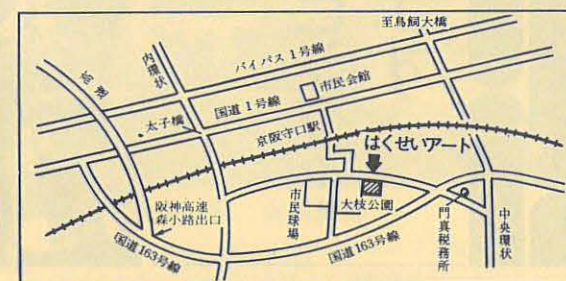 至鳥飼大橋
バイパス1号線
内環状
高速
市民会館
国道1号線
太子橋
京阪守口駅
はくせいアート
阪神高速
森小路出口
市民球場
大枝公園
国道163号線
国道163号線
門真税務所
中央環状